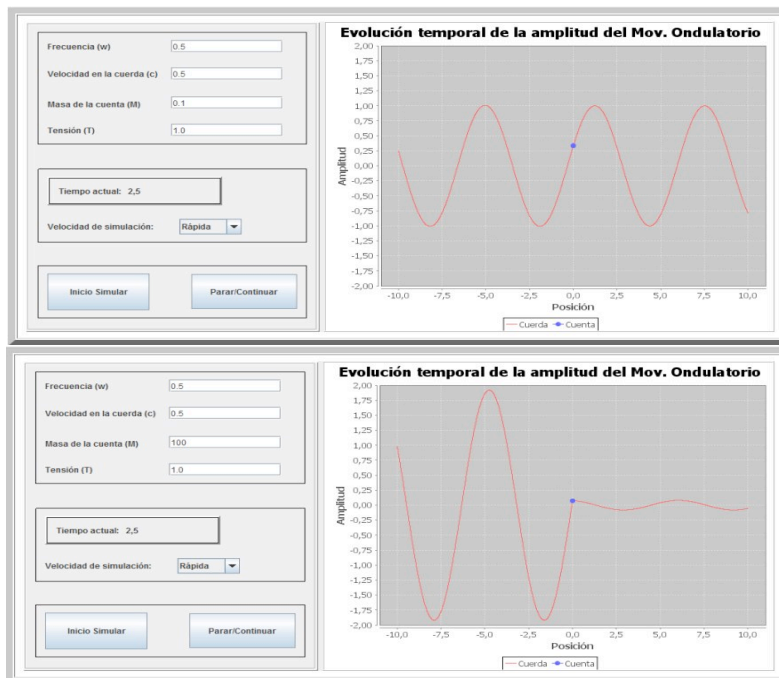 Evolución temporal de la amplitud del Mov. Ondulatorio
Frecuencia (w) 0.5
Velocidad en la cuerda (c) 0.5
Masa de la cuenta (M) 0.1
Tensión (T) 1.0
Tiempo actual: 2,5
Velocidad de simulación: Rápida
Inicio Simular Parar/Continuar
Amplitud
2,00
1,75
1,50
1,25
1,00
0,75
0,50
0,25
0,00
-0,25
-0,50
-0,75
-1,00
-1,25
-1,50
-1,75
-2,00
-10,0 -7,5 -5,0 -2,5 0,0 2,5 5,0 7,5 10,0
Posición
Cuerda Cuenta
Evolución temporal de la amplitud del Mov. Ondulatorio
Frecuencia (w) 0.5
Velocidad en la cuerda (c) 0.5
Masa de la cuenta (M) 100
Tensión (T) 1.0
Tiempo actual: 2,5
Velocidad de simulación: Rápida
Inicio Simular Parar/Continuar
Amplitud
2,00
1,75
1,50
1,25
1,00
0,75
0,50
0,25
0,00
-0,25
-0,50
-0,75
-1,00
-1,25
-1,50
-1,75
-2,00
-10,0 -7,5 -5,0 -2,5 0,0 2,5 5,0 7,5 10,0
Posición
Cuerda Cuenta